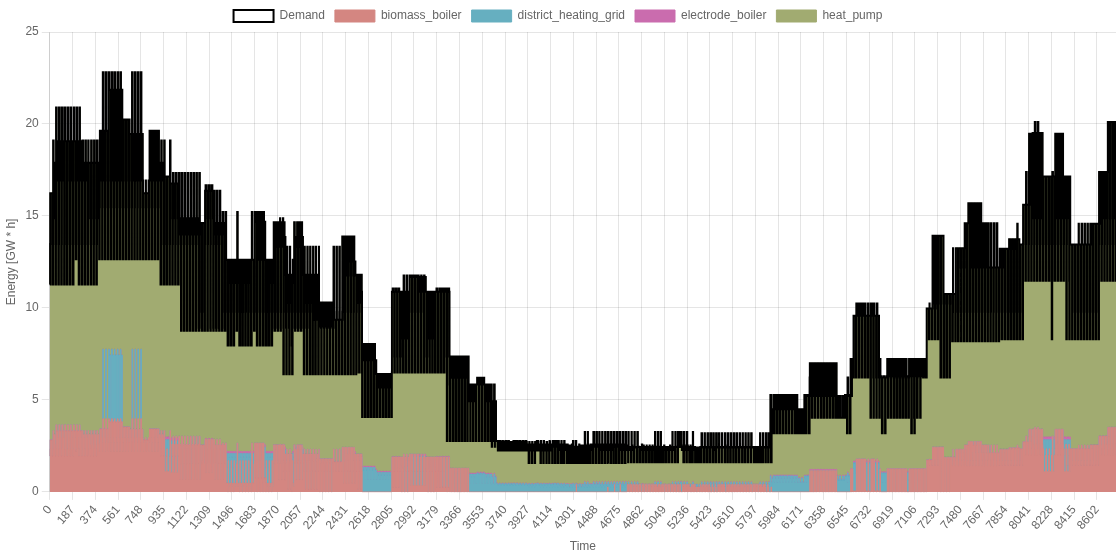 Demand biomass_boiler district_heating_grid electrode_boiler heat_pump
25
20
15
10
5
0
Energy [GW * h]
0 187 374 561 748 935 1122 1309 1496 1683 1870 2057 2244 2431 2618 2805 2992 3179 3366 3553 3740 3927 4114 4301 4488 4675 4862 5049 5236 5423 5610 5797 5984 6171 6358 6545 6732 6919 7106 7293 7480 7667 7854 8041 8228 8415 8602
Time